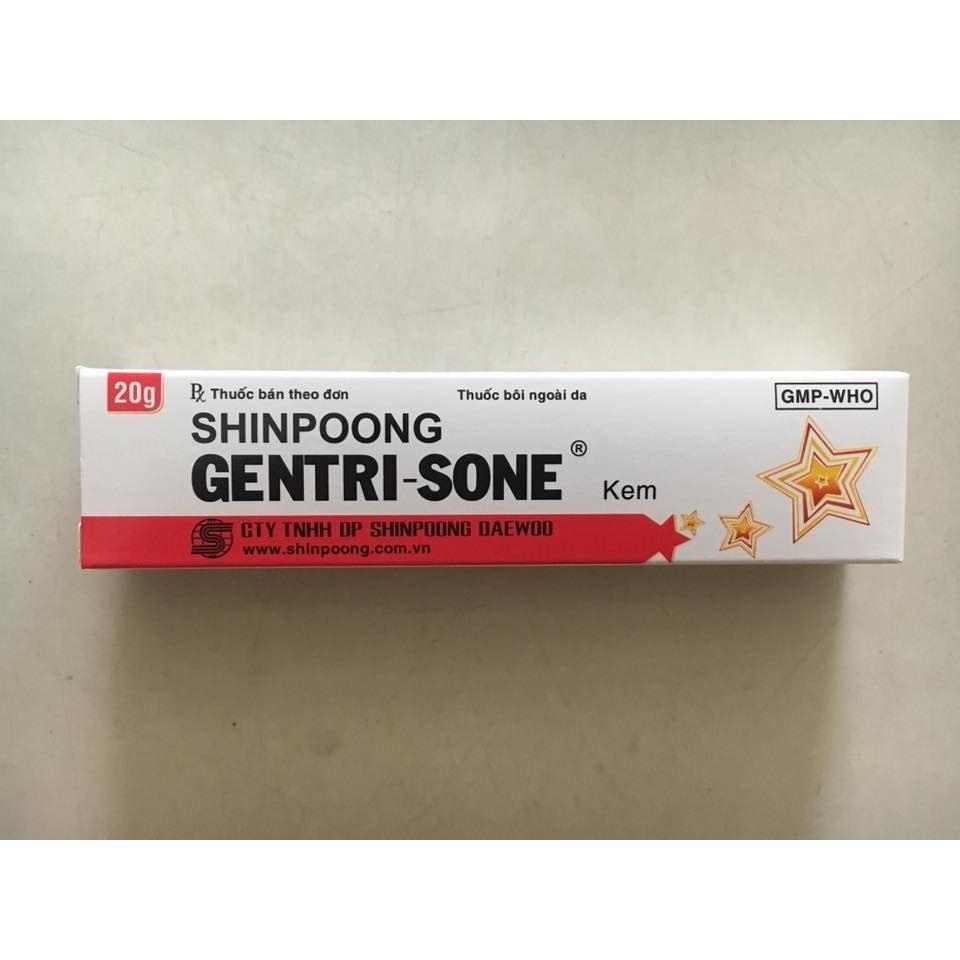 20g
℞ Thuốc bán theo đơn
Thuốc bôi ngoài da
GMP-WHO
SHINPOONG
GENTRI-SONE®
Kem
CTY TNHH DP SHINPOONG DAEWOO
www.shinpoong.com.vn